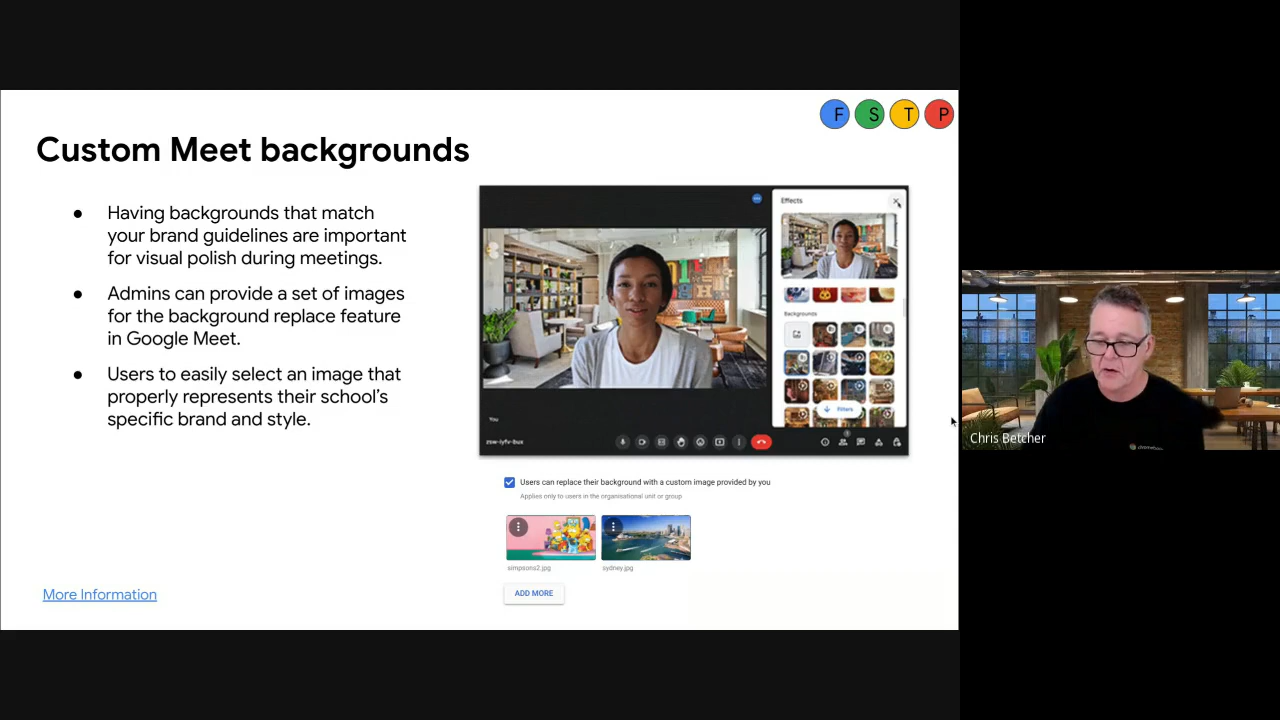 F S T P
Custom Meet backgrounds
● Having backgrounds that match
your brand guidelines are important
for visual polish during meetings.
● Admins can provide a set of images
for the background replace feature
in Google Meet.
● Users to easily select an image that
properly represents their school's
specific brand and style.
More Information
Effects
Backgrounds
Filters
You
zsw-iyfv-bux
Users can replace their background with a custom image provided by you
Applies only to users in the organisational unit or group
simpsons2.jpg
sydney.jpg
ADD MORE
Chris Betcher